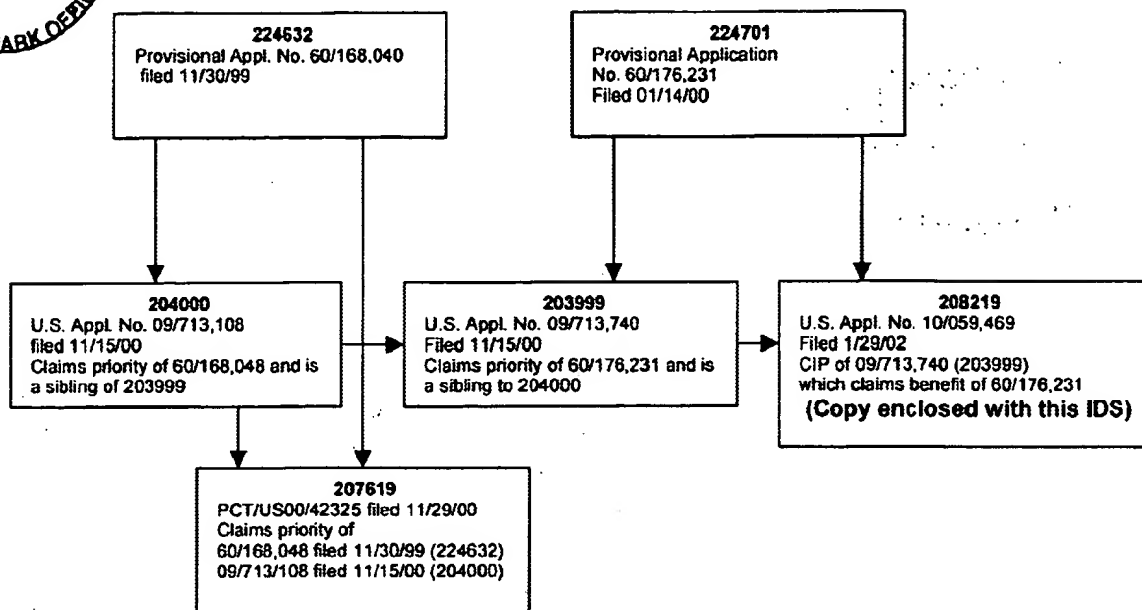 ARK OFFI
224632
Provisional Appl. No. 60/168,040
filed 11/30/99
224701
Provisional Application
No. 60/176,231
Filed 01/14/00
204000
U.S. Appl. No. 09/713,108
filed 11/15/00
Claims priority of 60/168,048 and is
a sibling of 203999
203999
U.S. Appl. No. 09/713,740
Filed 11/15/00
Claims priority of 60/176,231 and is
a sibling to 204000
208219
U.S. Appl. No. 10/059,469
Filed 1/29/02
CIP of 09/713,740 (203999)
which claims benefit of 60/176,231
(Copy enclosed with this IDS)
207619
PCT/US00/42325 filed 11/29/00
Claims priority of
60/168,048 filed 11/30/99 (224632)
09/713/108 filed 11/15/00 (204000)